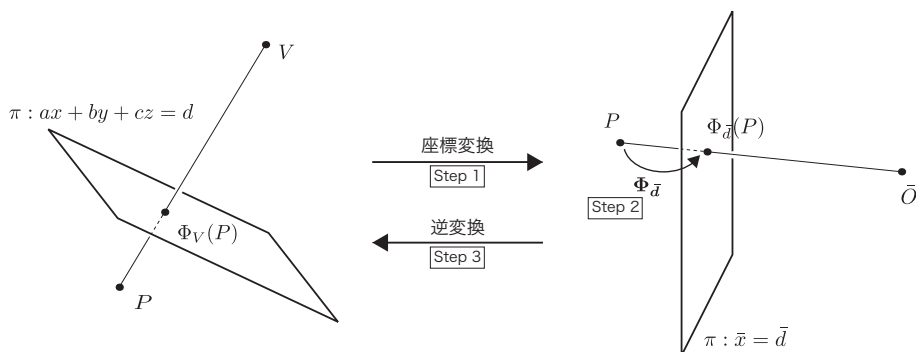 V
π : ax + by + cz = d
Φ_V(P)
P
座標変換
Step 1
逆変換
Step 3
P
Φ_d̄(P)
Φ_d̄
Step 2
Ō
π : x̄ = d̄